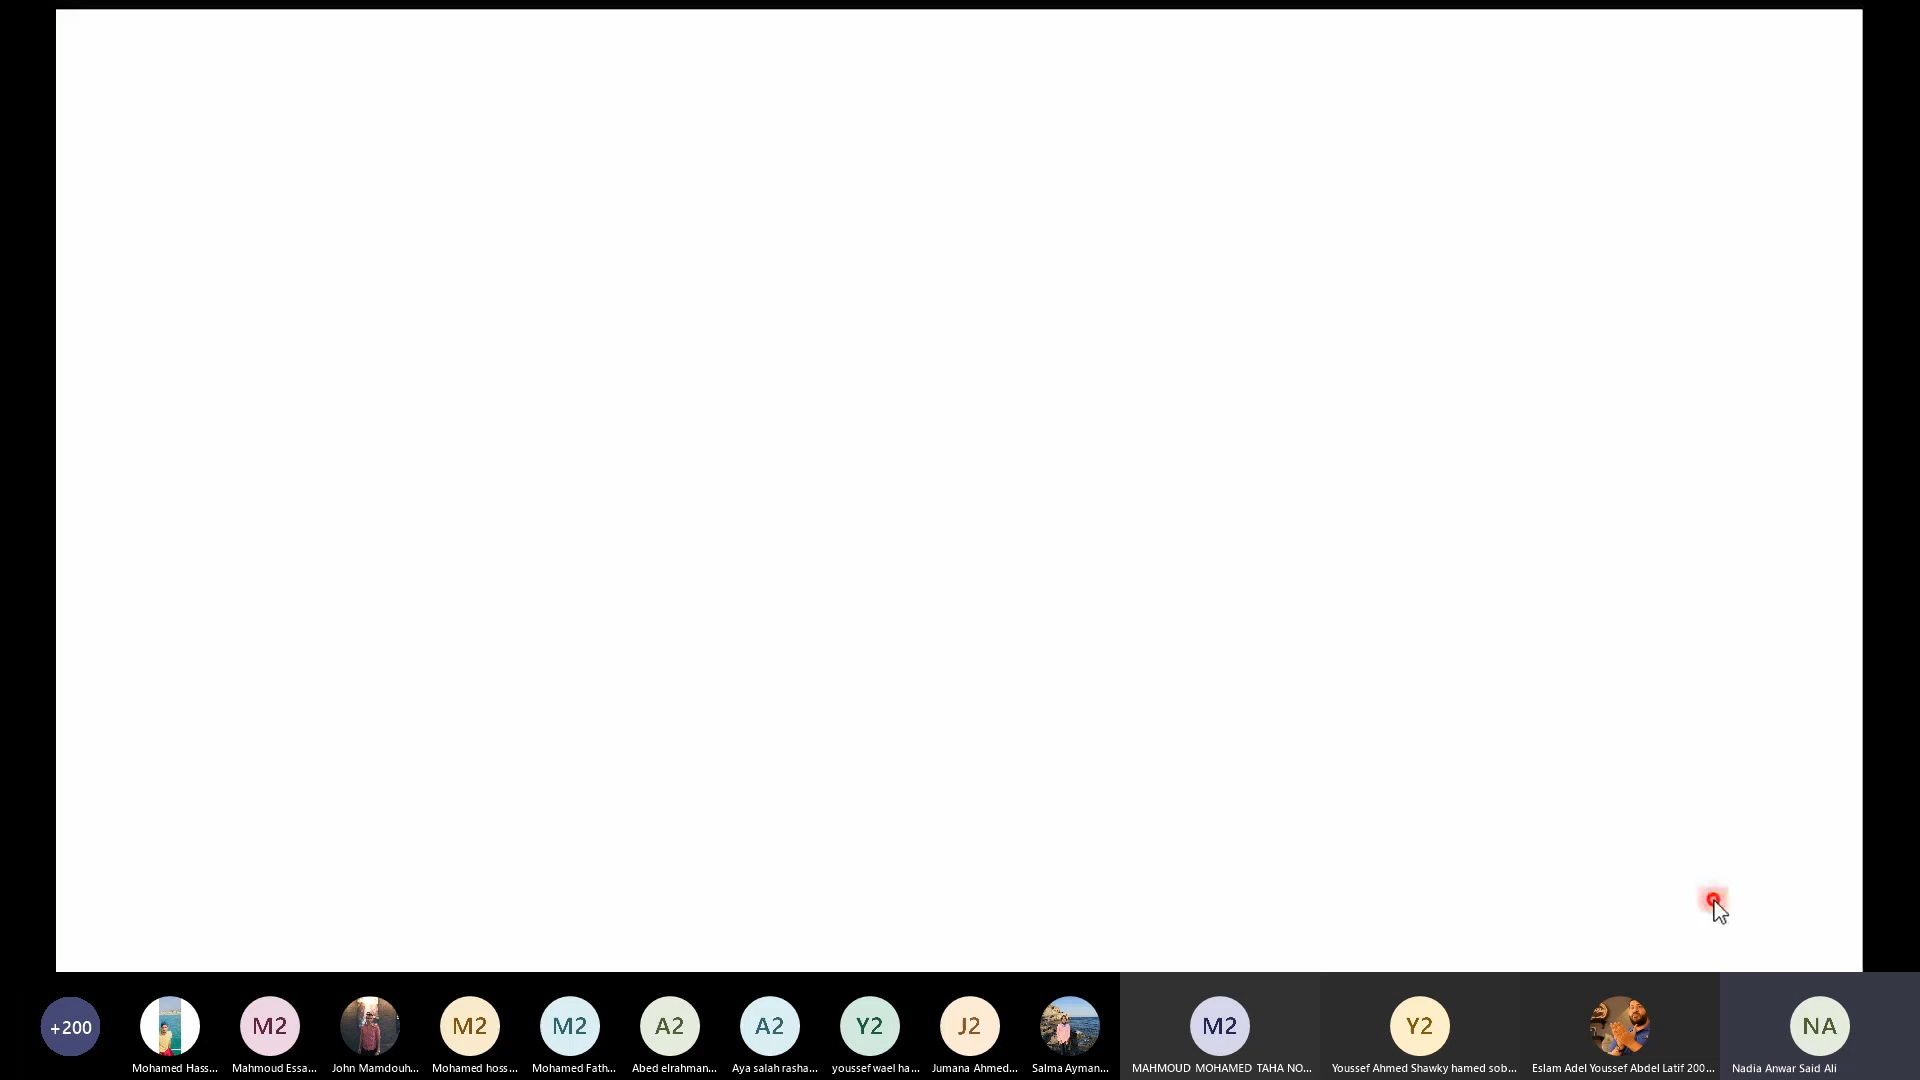 +200
M2
M2
M2
A2
A2
Y2
J2
M2
Y2
NA
Mohamed Hass...
Mahmoud Essa...
John Mamdouh...
Mohamed hoss...
Mohamed Fath...
Abed elrahman...
Aya salah rasha...
youssef wael ha...
Jumana Ahmed...
Salma Ayman...
MAHMOUD MOHAMED TAHA NO...
Youssef Ahmed Shawky hamed sob...
Eslam Adel Youssef Abdel Latif 200...
Nadia Anwar Said Ali